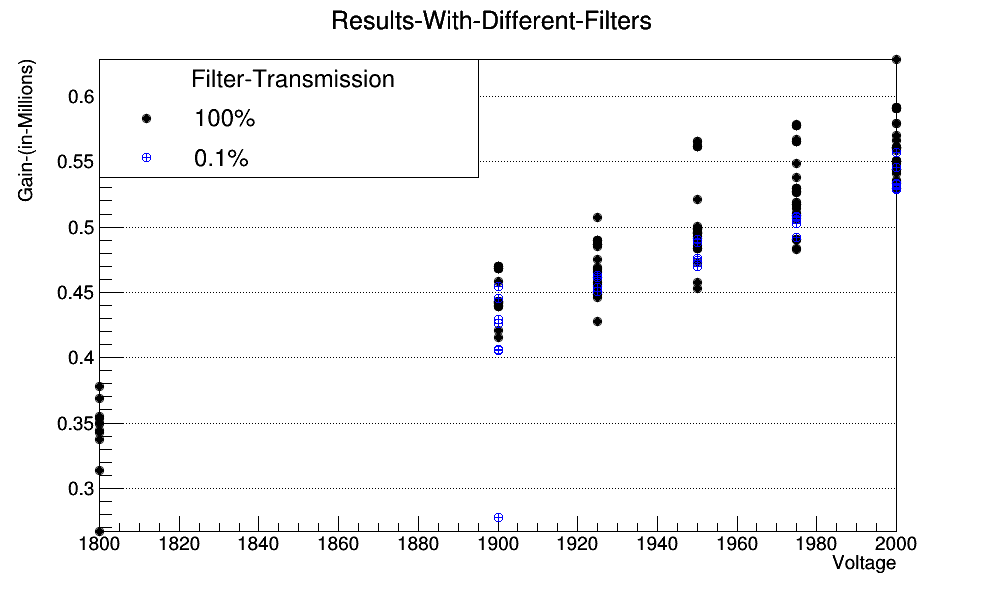 Results-With-Different-Filters
Gain-(in-Millions)
Filter-Transmission
100%
0.1%
0.6
0.55
0.5
0.45
0.4
0.35
0.3
1800 1820 1840 1860 1880 1900 1920 1940 1960 1980 2000
Voltage